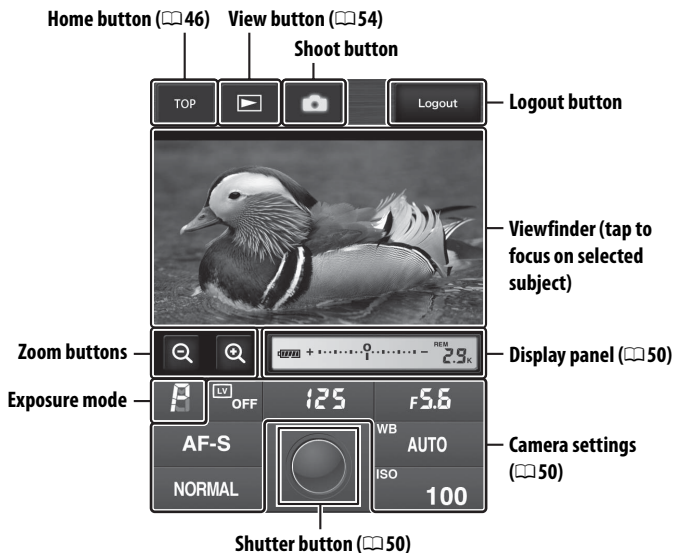 Home button (46)
View button (54)
Shoot button
TOP
Logout
Logout button
Viewfinder (tap to
focus on selected
subject)
Zoom buttons
+ 0 −
REM
2.9K
Display panel (50)
Exposure mode
P
LV OFF
125
F5.6
AF-S
WB
AUTO
Camera settings
(50)
NORMAL
ISO
100
Shutter button (50)